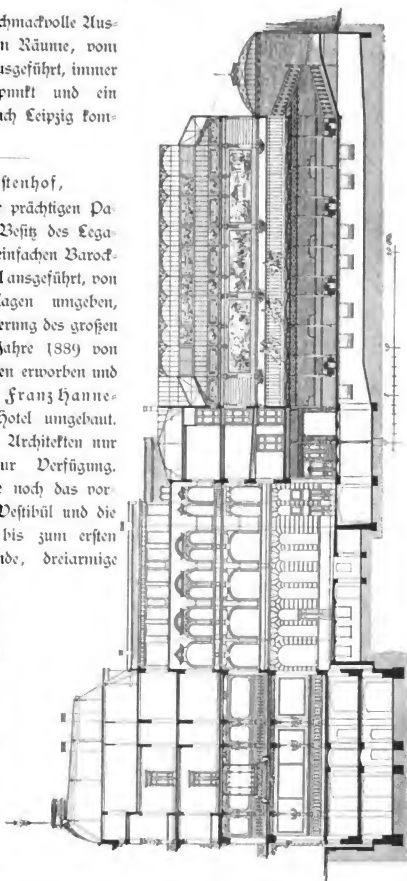 schmackvolle Aus-
n Räume, vom
usgeführt, immer
punkt und ein
ach Leipzig kom-
stenhof,
r prächtigen Pa-
Besitz des Lega-
einfachen Barock-
l ausgeführt, von
lagen umgeben,
erung des großen
Jahre 1889 von
en erworben und
Franz Hanne-
Hotel umgebaut.
Architekten nur
ur Verfügung.
e noch das vor-
Vestibül und die
bis zum ersten
nde, dreiarmige